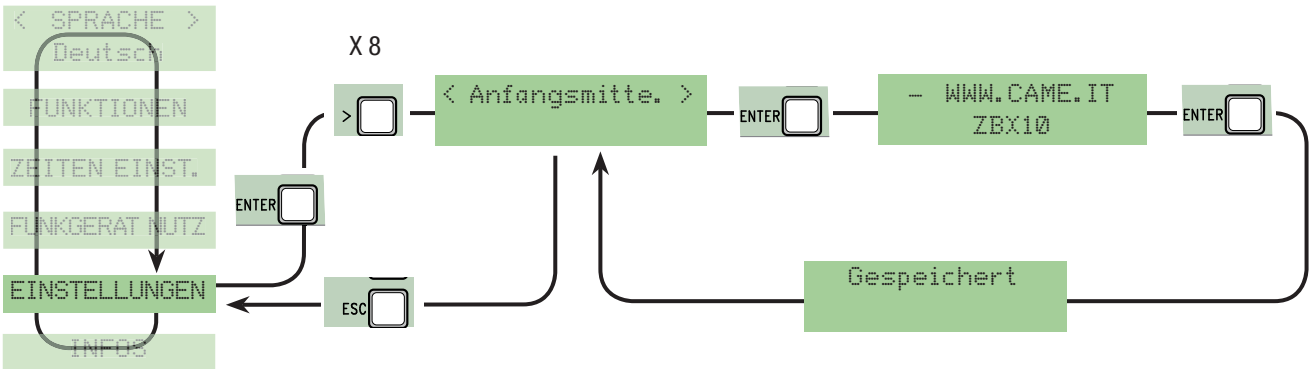 < SPRACHE >
Deutsch
FUNKTIONEN
ZEITEN EINST.
FUNKGERAT NUTZ
EINSTELLUNGEN
INFOS
ENTER
X 8
>
< Anfangsmitte. >
ENTER
- WWW.CAME.IT
ZBX10
ENTER
Gespeichert
ESC